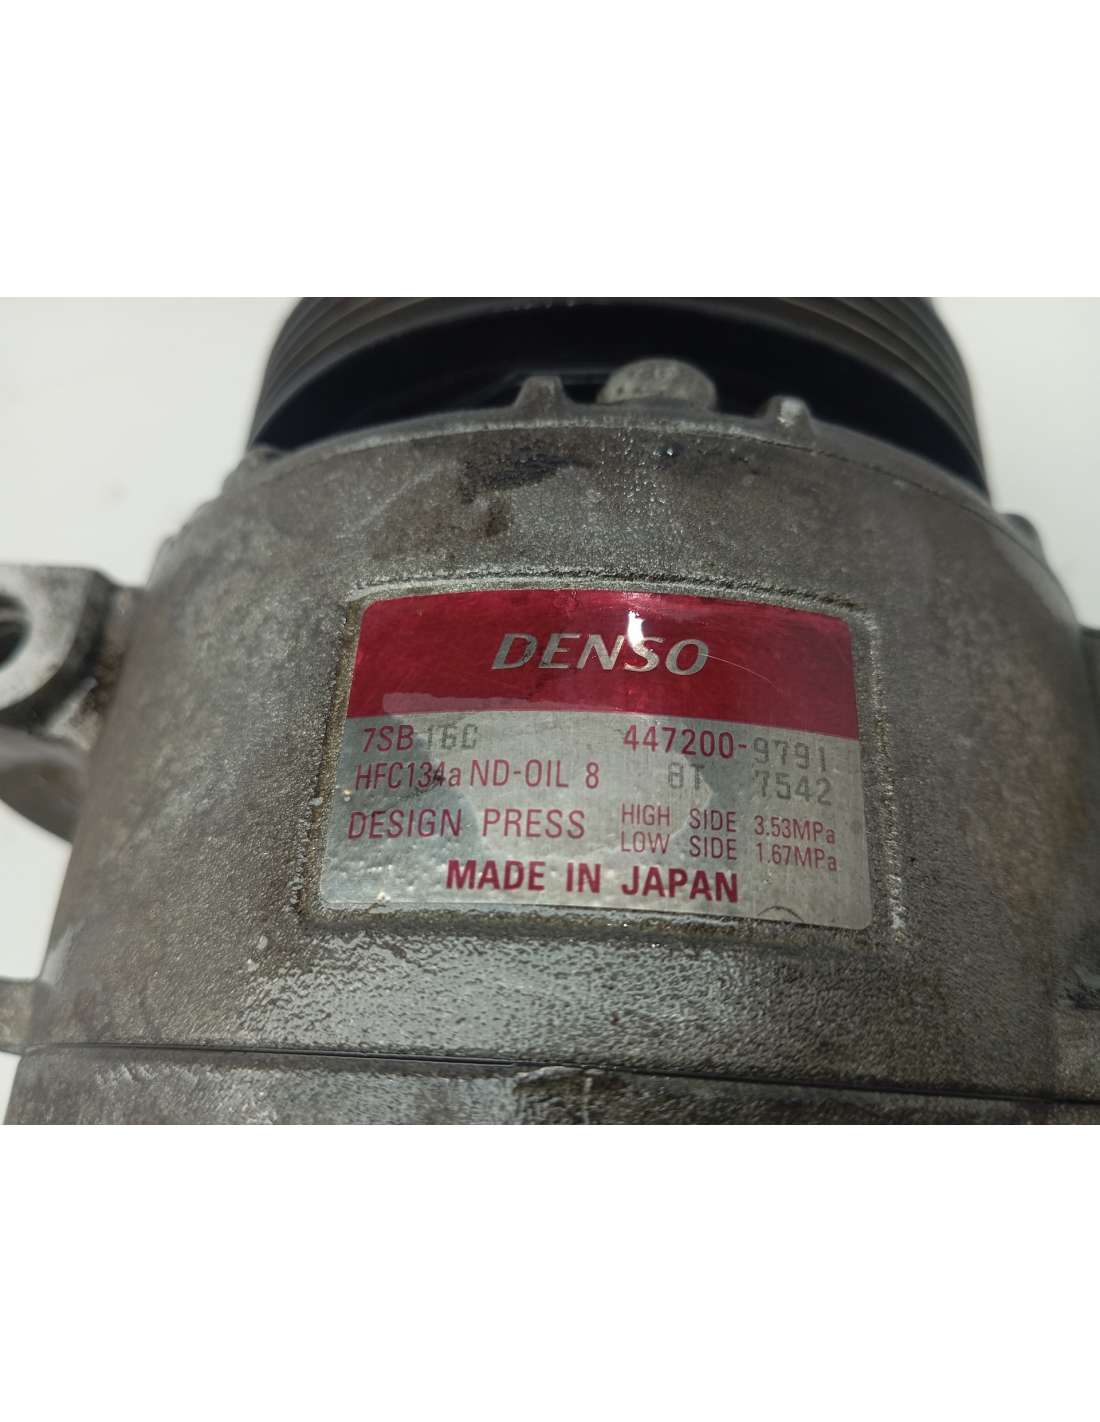 DENSO
7SB16C 447200-9791
HFC134a ND-OIL 8 8T 7542
DESIGN PRESS HIGH SIDE 3.53MPa
LOW SIDE 1.67MPa
MADE IN JAPAN